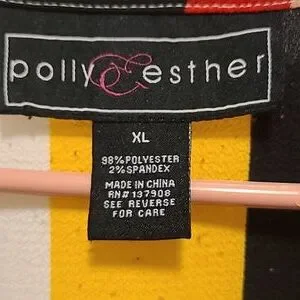 polly & esther
XL
98% POLYESTER
2% SPANDEX
MADE IN CHINA
RN# 137908
SEE REVERSE
FOR CARE